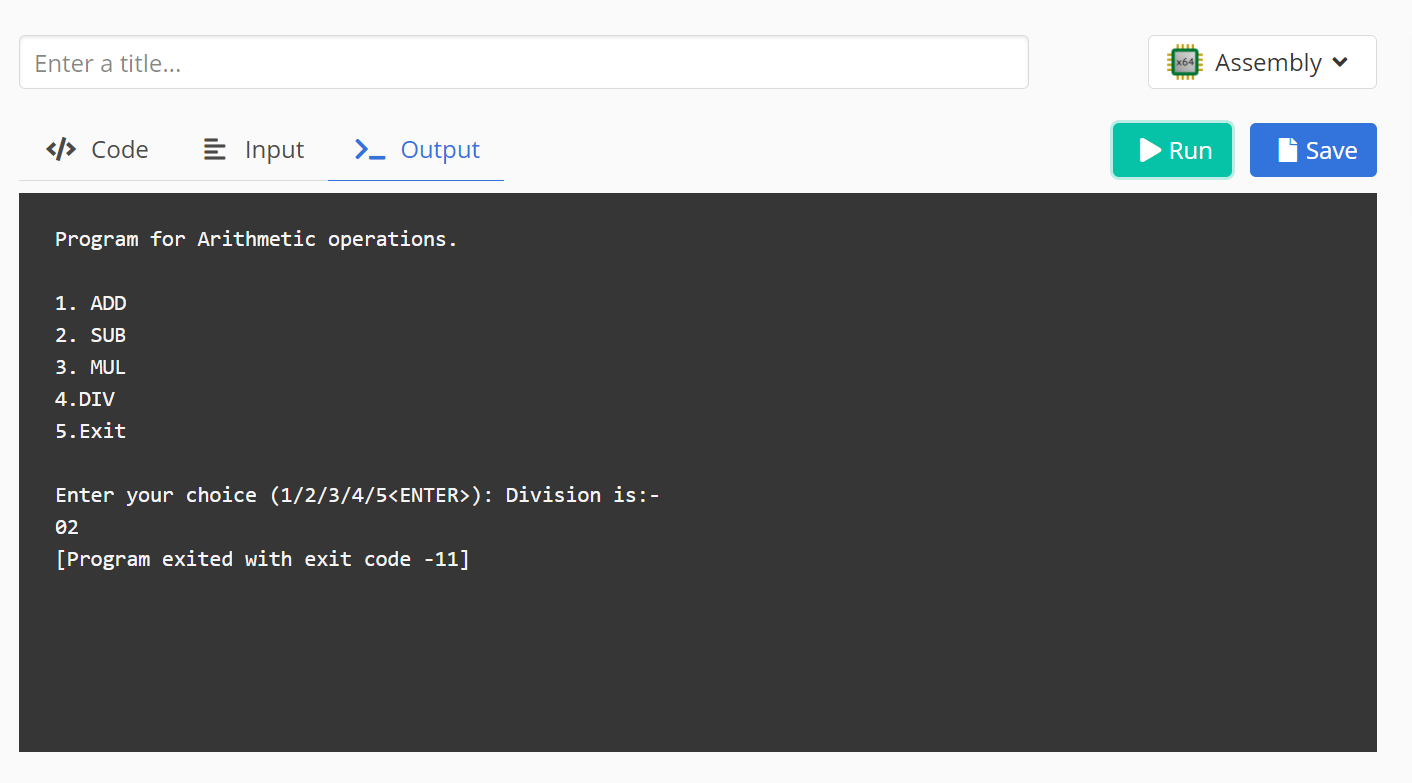 Enter a title...
x64 Assembly
Code Input Output Run Save
Program for Arithmetic operations.
1. ADD
2. SUB
3. MUL
4.DIV
5.Exit
Enter your choice (1/2/3/4/5<ENTER>): Division is:-
02
[Program exited with exit code -11]